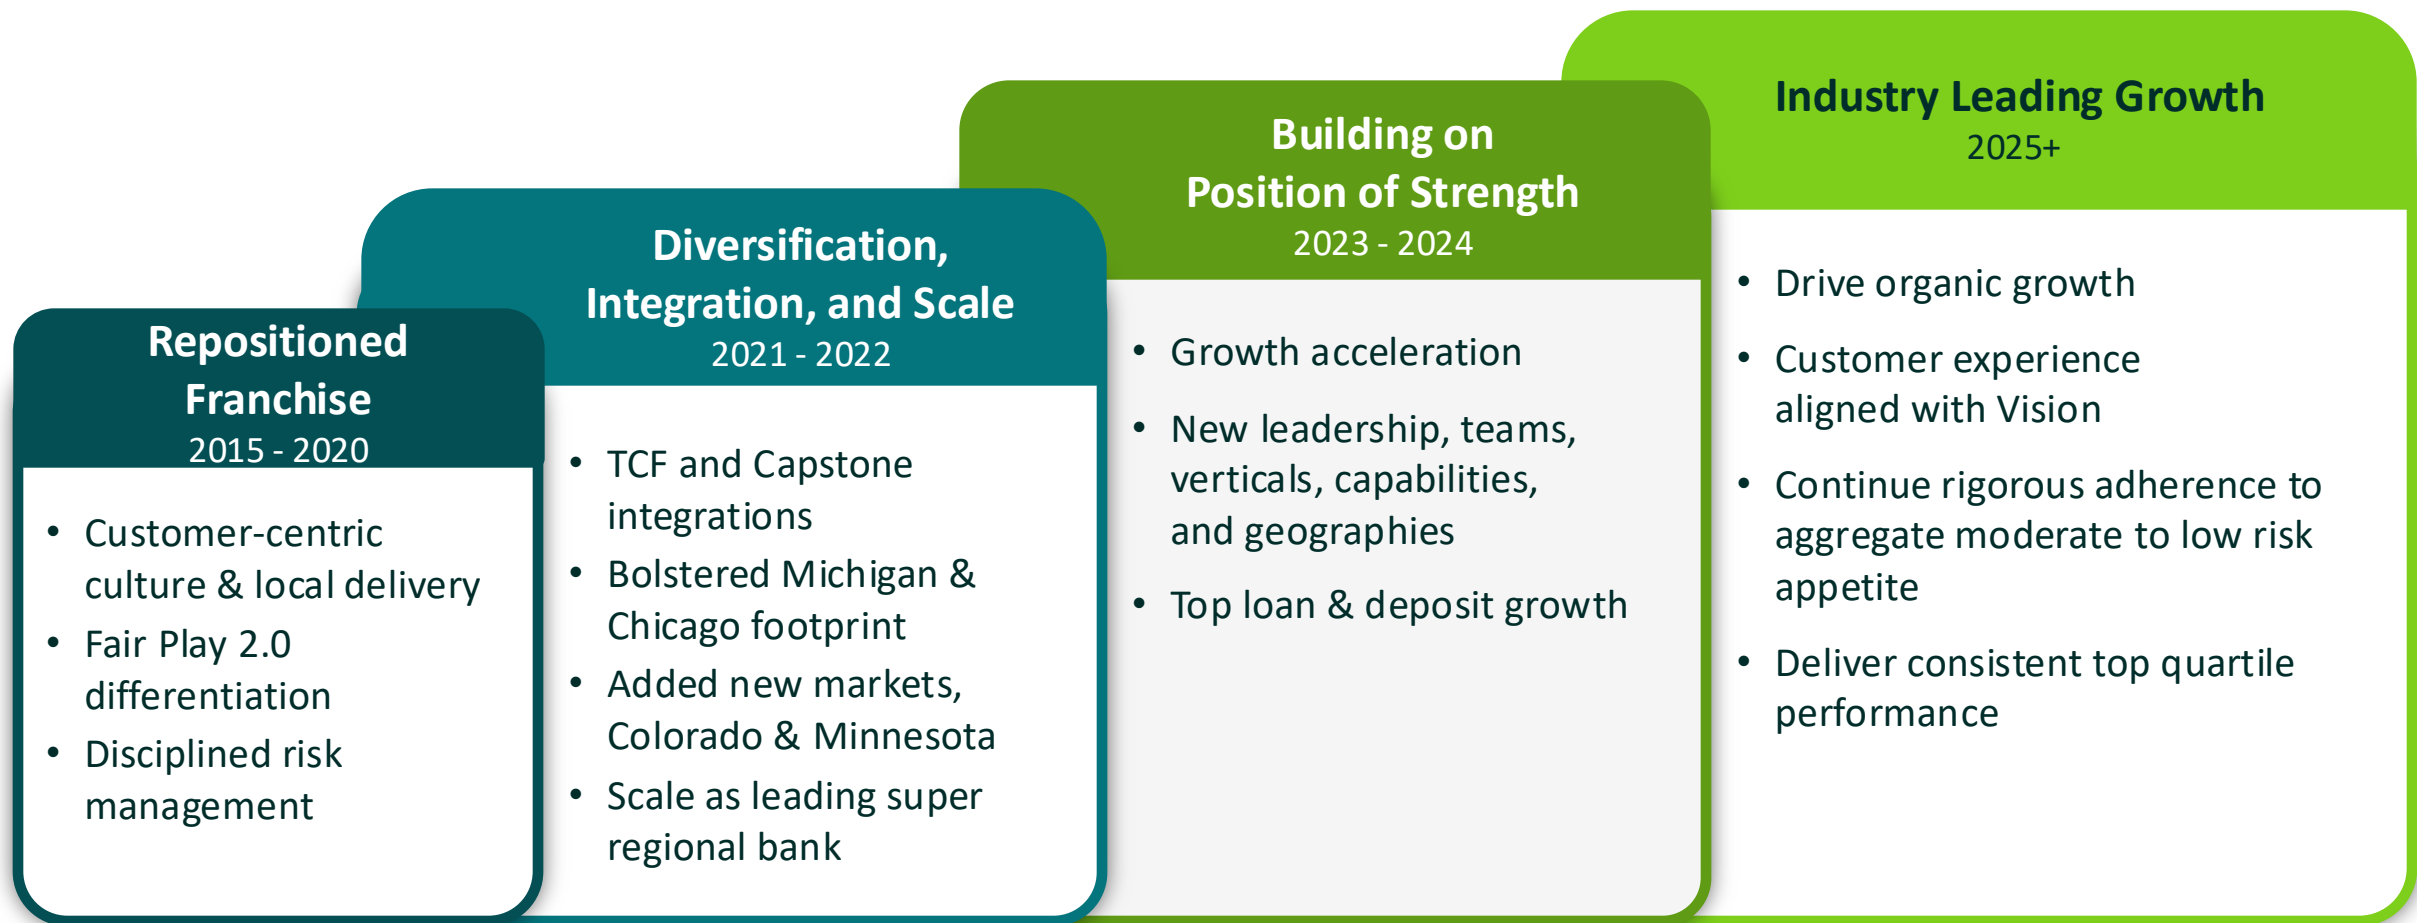 Repositioned
Franchise
2015 - 2020
• Customer-centric
culture & local delivery
• Fair Play 2.0
differentiation
• Disciplined risk
management
Diversification,
Integration, and Scale
2021 - 2022
• TCF and Capstone
integrations
• Bolstered Michigan &
Chicago footprint
• Added new markets,
Colorado & Minnesota
• Scale as leading super
regional bank
Building on
Position of Strength
2023 - 2024
• Growth acceleration
• New leadership, teams,
verticals, capabilities,
and geographies
• Top loan & deposit growth
Industry Leading Growth
2025+
• Drive organic growth
• Customer experience
aligned with Vision
• Continue rigorous adherence to
aggregate moderate to low risk
appetite
• Deliver consistent top quartile
performance